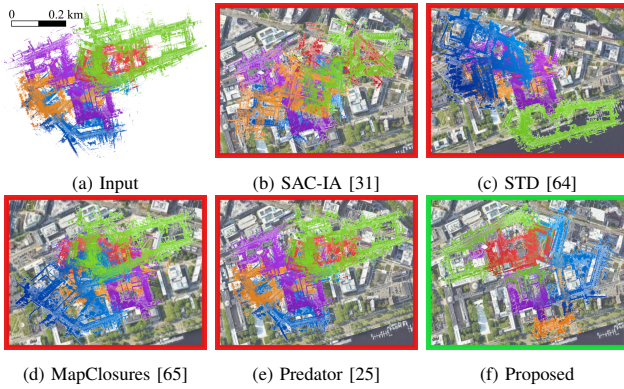 0 0.2 km
(a) Input
(b) SAC-IA [31]
(c) STD [64]
(d) MapClosures [65]
(e) Predator [25]
(f) Proposed